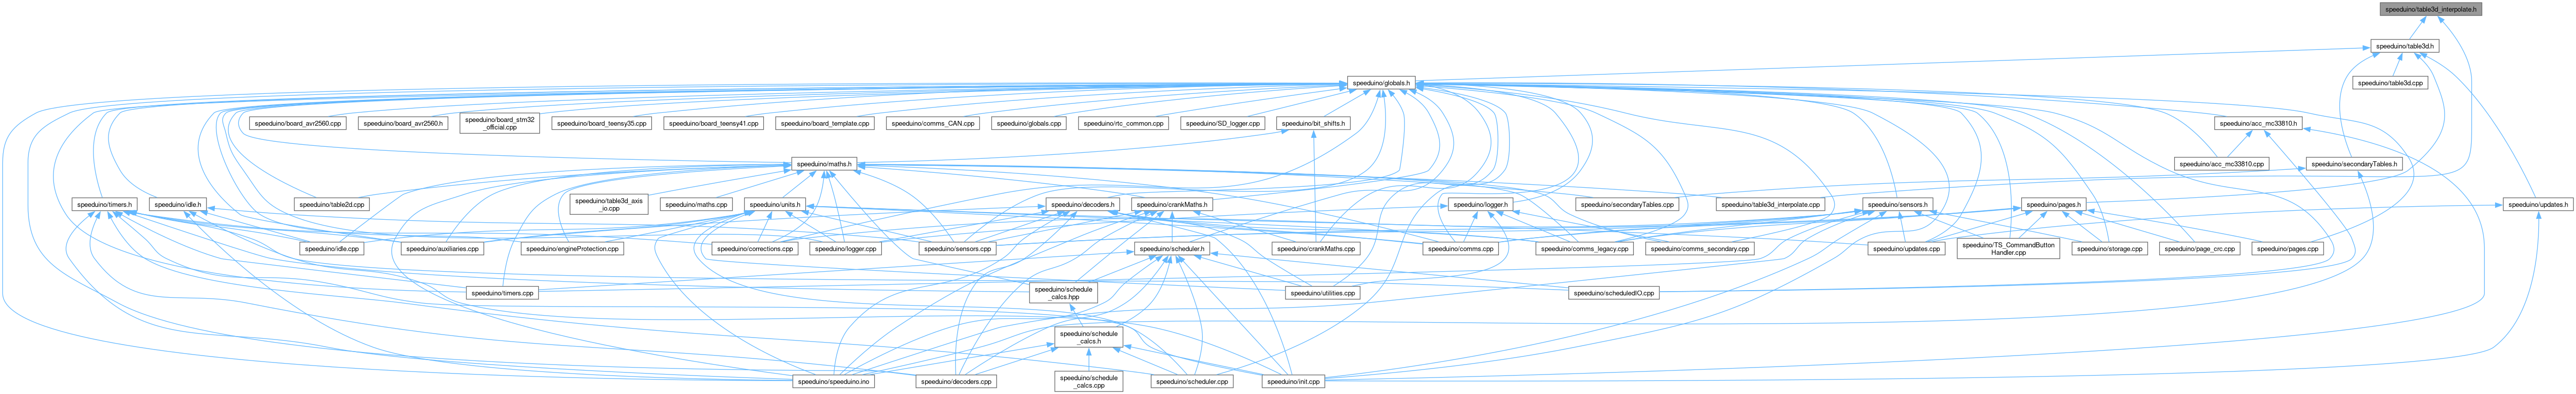 speeduino/table3d_interpolate.h
speeduino/table3d.h
speeduino/globals.h
speeduino/table3d.cpp
speeduino/board_avr2560.cpp
speeduino/board_avr2560.h
speeduino/board_stm32
_official.cpp
speeduino/board_teensy35.cpp
speeduino/board_teensy41.cpp
speeduino/board_template.cpp
speeduino/comms_CAN.cpp
speeduino/globals.cpp
speeduino/rtc_common.cpp
speeduino/SD_logger.cpp
speeduino/bit_shifts.h
speeduino/acc_mc33810.h
speeduino/maths.h
speeduino/acc_mc33810.cpp
speeduino/secondaryTables.h
speeduino/timers.h
speeduino/idle.h
speeduino/table2d.cpp
speeduino/table3d_axis
_io.cpp
speeduino/maths.cpp
speeduino/units.h
speeduino/decoders.h
speeduino/crankMaths.h
speeduino/logger.h
speeduino/secondaryTables.cpp
speeduino/table3d_interpolate.cpp
speeduino/sensors.h
speeduino/pages.h
speeduino/updates.h
speeduino/idle.cpp
speeduino/auxiliaries.cpp
speeduino/engineProtection.cpp
speeduino/corrections.cpp
speeduino/logger.cpp
speeduino/sensors.cpp
speeduino/scheduler.h
speeduino/crankMaths.cpp
speeduino/comms.cpp
speeduino/comms_legacy.cpp
speeduino/comms_secondary.cpp
speeduino/updates.cpp
speeduino/TS_CommandButton
Handler.cpp
speeduino/storage.cpp
speeduino/page_crc.cpp
speeduino/pages.cpp
speeduino/timers.cpp
speeduino/schedule
_calcs.hpp
speeduino/utilities.cpp
speeduino/scheduledIO.cpp
speeduino/schedule
_calcs.h
speeduino/speeduino.ino
speeduino/decoders.cpp
speeduino/schedule
_calcs.cpp
speeduino/scheduler.cpp
speeduino/init.cpp